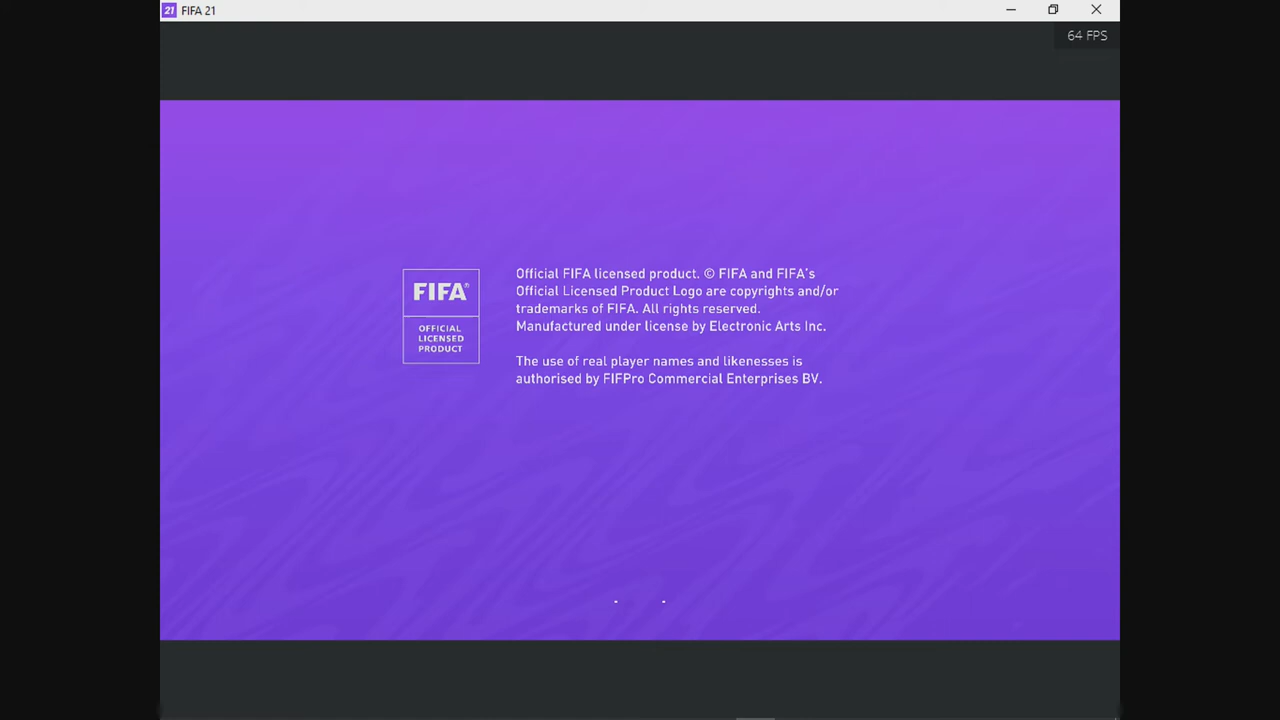 21 FIFA 21
64 FPS
FIFA®
OFFICIAL
LICENSED
PRODUCT
Official FIFA licensed product. © FIFA and FIFA's
Official Licensed Product Logo are copyrights and/or
trademarks of FIFA. All rights reserved.
Manufactured under license by Electronic Arts Inc.
The use of real player names and likenesses is
authorised by FIFPro Commercial Enterprises BV.